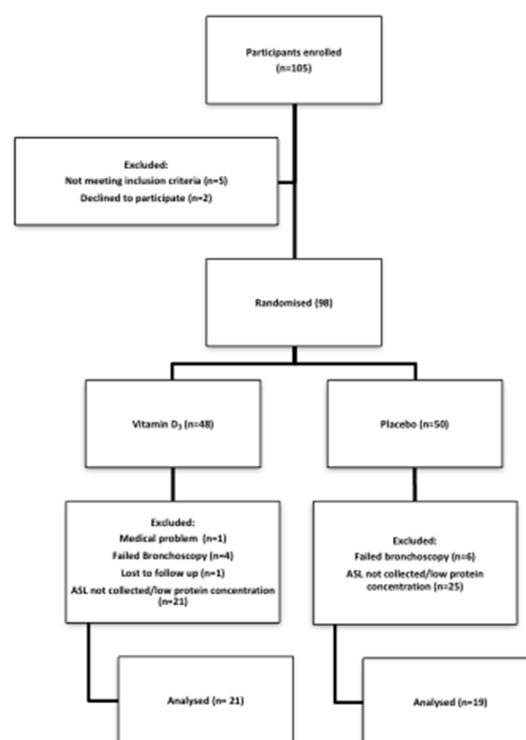 Participants enrolled
(n=105)
Excluded:
Not meeting inclusion criteria (n=5)
Declined to participate (n=2)
Randomised (98)
Vitamin D₃ (n=48)
Placebo (n=50)
Excluded:
Medical problem (n=1)
Failed Bronchoscopy (n=4)
Lost to follow up (n=1)
ASL not collected/low protein concentration
(n=21)
Excluded:
Failed bronchoscopy (n=6)
ASL not collected/low protein
concentration (n=25)
Analysed (n= 21)
Analysed (n=19)